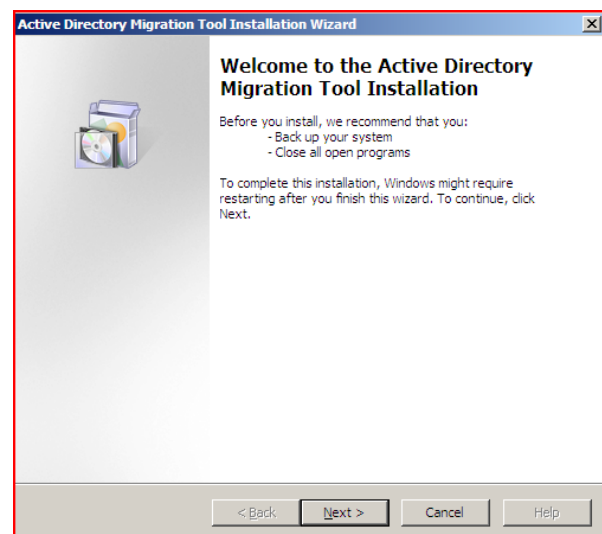 Active Directory Migration Tool Installation Wizard
Welcome to the Active Directory
Migration Tool Installation
Before you install, we recommend that you:
- Back up your system
- Close all open programs
To complete this installation, Windows might require
restarting after you finish this wizard. To continue, click
Next.
< Back Next > Cancel Help